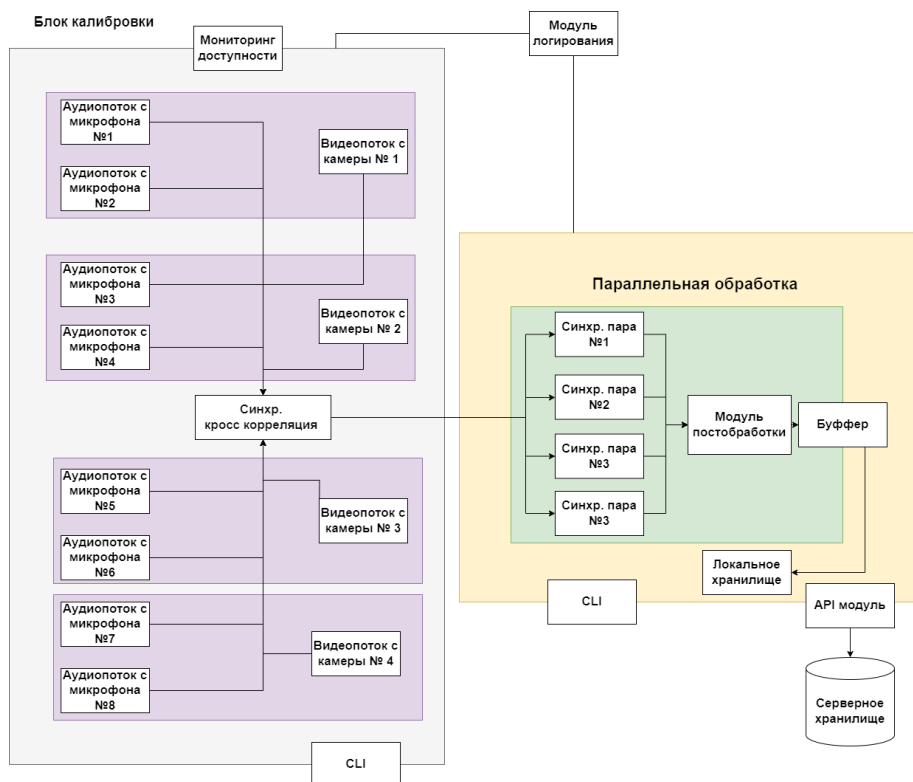 Блок калибровки
Мониторинг
доступности
Модуль
логирования
Аудиопоток с
микрофона
№1
Видеопоток с
камеры № 1
Аудиопоток с
микрофона
№2
Аудиопоток с
микрофона
№3
Видеопоток с
камеры № 2
Аудиопоток с
микрофона
№4
Синхр.
кросс корреляция
Аудиопоток с
микрофона
№5
Видеопоток с
камеры № 3
Аудиопоток с
микрофона
№6
Аудиопоток с
микрофона
№7
Видеопоток с
камеры № 4
Аудиопоток с
микрофона
№8
CLI
Параллельная обработка
Синхр. пара
№1
Синхр. пара
№2
Синхр. пара
№3
Синхр. пара
№3
Модуль
постобработки
Буффер
Локальное
хранилище
CLI
API модуль
Серверное
хранилище